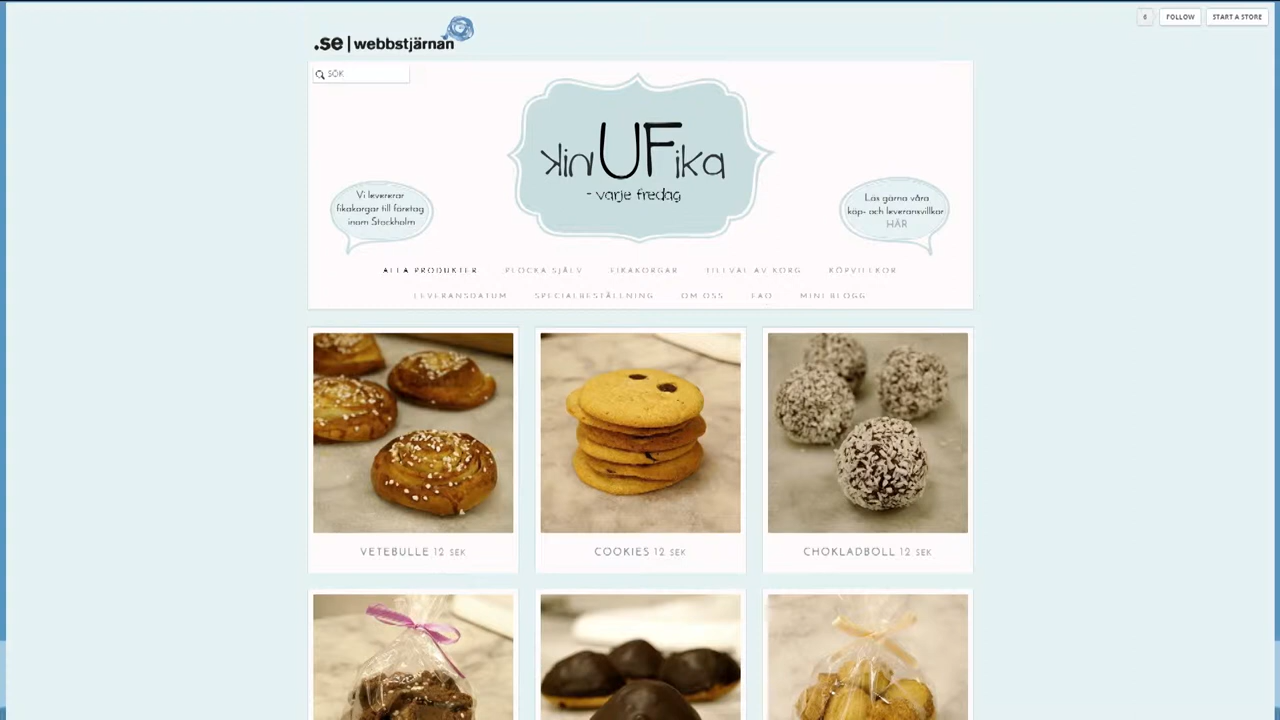 6 FOLLOW START A STORE
.se | webbstjärnan
SÖK
UFika
- varje fredag
Vi levererar
fikakorgar till företag
inom Stockholm
Läs gärna våra
köp- och leveransvillkor
HÄR
ALLA PRODUKTER PLOCKA SJÄLV FIKAKORGAR TILLVAL AV KORG KÖPVILLKOR
LEVERANSDATUM SPECIALBESTÄLLNING OM OSS FAQ MINI BLOGG
VETEBULLE 12 SEK COOKIES 12 SEK CHOKLADBOLL 12 SEK